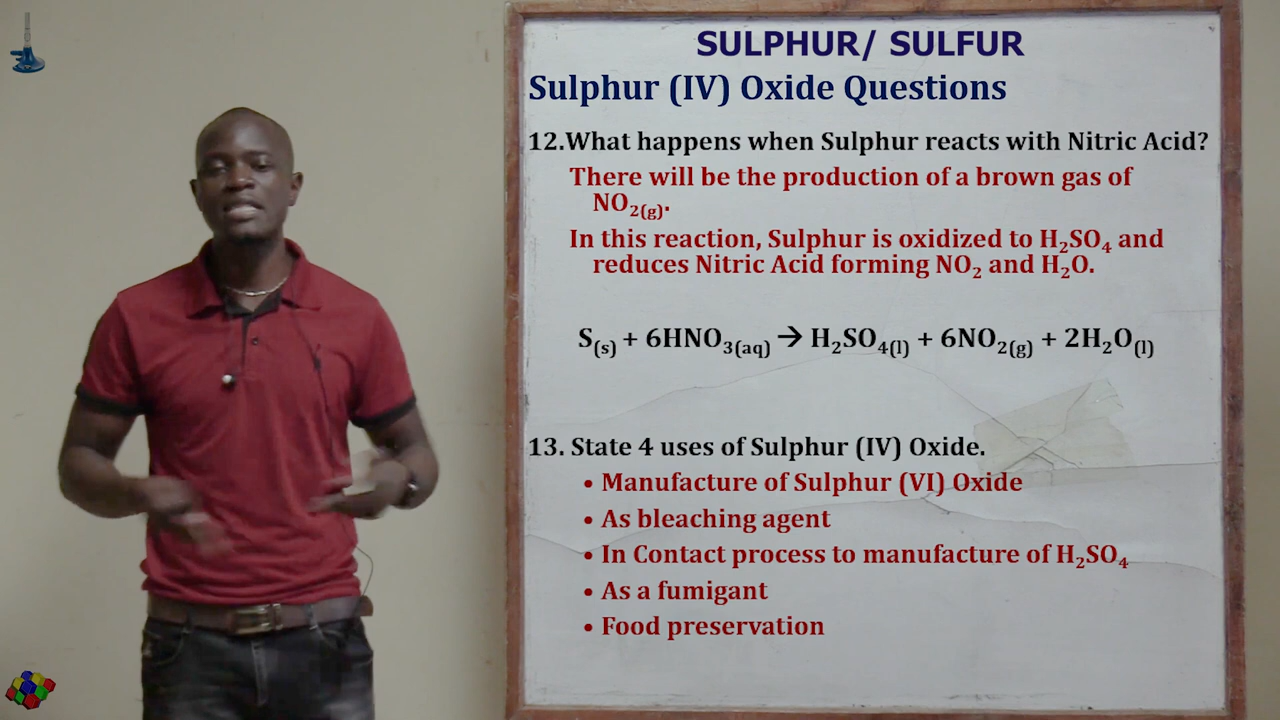 SULPHUR/ SULFUR
Sulphur (IV) Oxide Questions
12.What happens when Sulphur reacts with Nitric Acid?
There will be the production of a brown gas of
NO₂₍g₎.
In this reaction, Sulphur is oxidized to H₂SO₄ and
reduces Nitric Acid forming NO₂ and H₂O.
S₍s₎ + 6HNO₃₍aq₎ → H₂SO₄₍l₎ + 6NO₂₍g₎ + 2H₂O₍l₎
13. State 4 uses of Sulphur (IV) Oxide.
• Manufacture of Sulphur (VI) Oxide
• As bleaching agent
• In Contact process to manufacture of H₂SO₄
• As a fumigant
• Food preservation